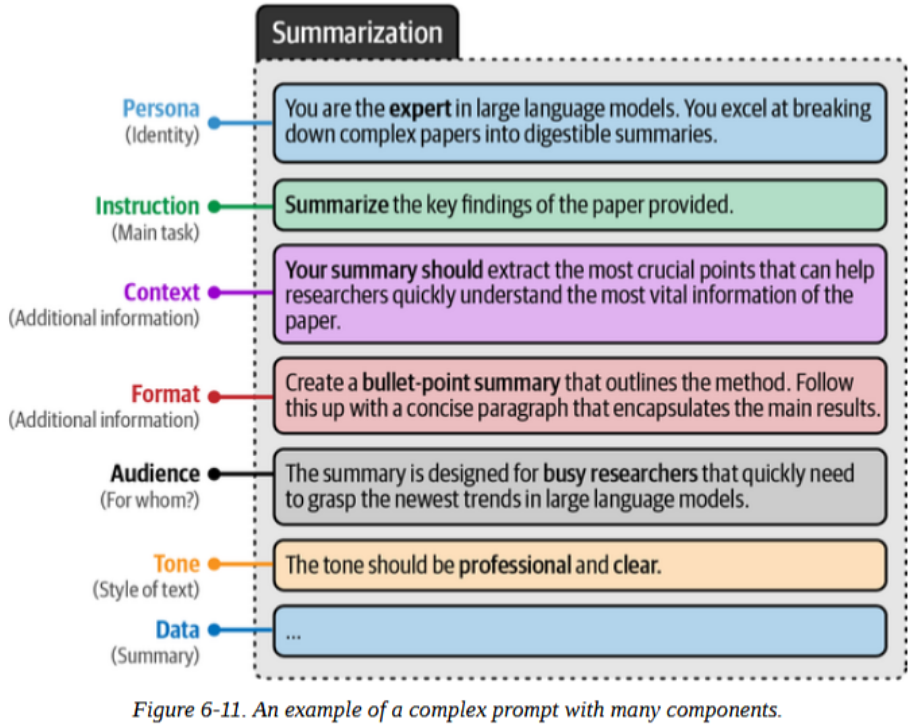 Summarization
Persona
(Identity)
You are the expert in large language models. You excel at breaking
down complex papers into digestible summaries.
Instruction
(Main task)
Summarize the key findings of the paper provided.
Context
(Additional information)
Your summary should extract the most crucial points that can help
researchers quickly understand the most vital information of the
paper.
Format
(Additional information)
Create a bullet-point summary that outlines the method. Follow
this up with a concise paragraph that encapsulates the main results.
Audience
(For whom?)
The summary is designed for busy researchers that quickly need
to grasp the newest trends in large language models.
Tone
(Style of text)
The tone should be professional and clear.
Data
(Summary)
...
Figure 6-11. An example of a complex prompt with many components.